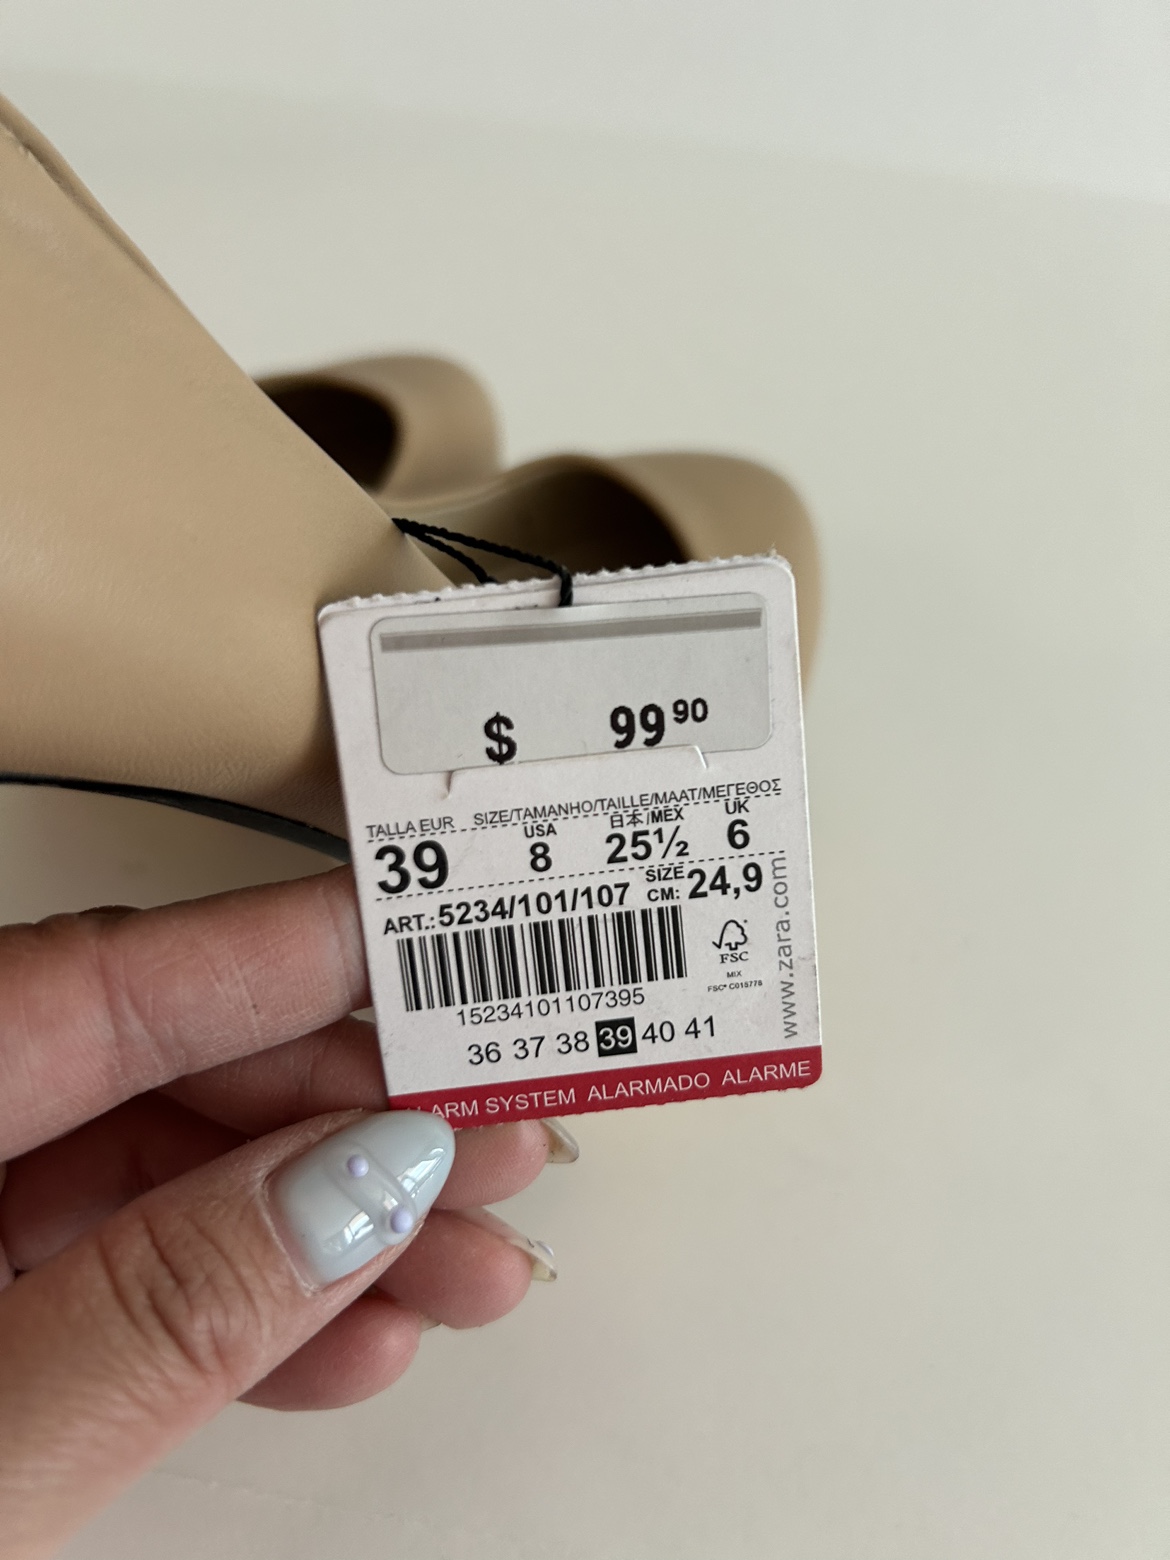 $ 99 90
TALLA EUR SIZE/TAMANHO/TAILLE/MAAT/ΜΕΓΕΘΟΣ
USA 日本/MEX UK
39 8 25½ 6
ART.: 5234/101/107 SIZE CM: 24,9
15234101107395
FSC
MIX
FSC® C015778
www.zara.com
36 37 38 39 40 41
ARM SYSTEM ALARMADO ALARME